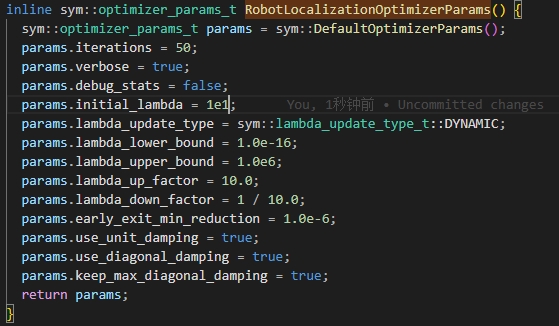 inline sym::optimizer_params_t RobotLocalizationOptimizerParams() {
sym::optimizer_params_t params = sym::DefaultOptimizerParams();
params.iterations = 50;
params.verbose = true;
params.debug_stats = false;
params.initial_lambda = 1e1; You, 1秒钟前 • Uncommitted changes
params.lambda_update_type = sym::lambda_update_type_t::DYNAMIC;
params.lambda_lower_bound = 1.0e-16;
params.lambda_upper_bound = 1.0e6;
params.lambda_up_factor = 10.0;
params.lambda_down_factor = 1 / 10.0;
params.early_exit_min_reduction = 1.0e-6;
params.use_unit_damping = true;
params.use_diagonal_damping = true;
params.keep_max_diagonal_damping = true;
return params;
}